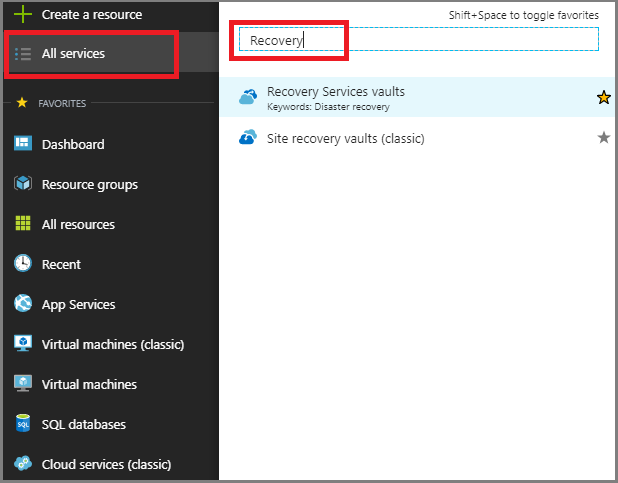 Create a resource
All services
FAVORITES
Dashboard
Resource groups
All resources
Recent
App Services
Virtual machines (classic)
Virtual machines
SQL databases
Cloud services (classic)
Shift+Space to toggle favorites
Recovery
Recovery Services vaults
Keywords: Disaster recovery
Site recovery vaults (classic)